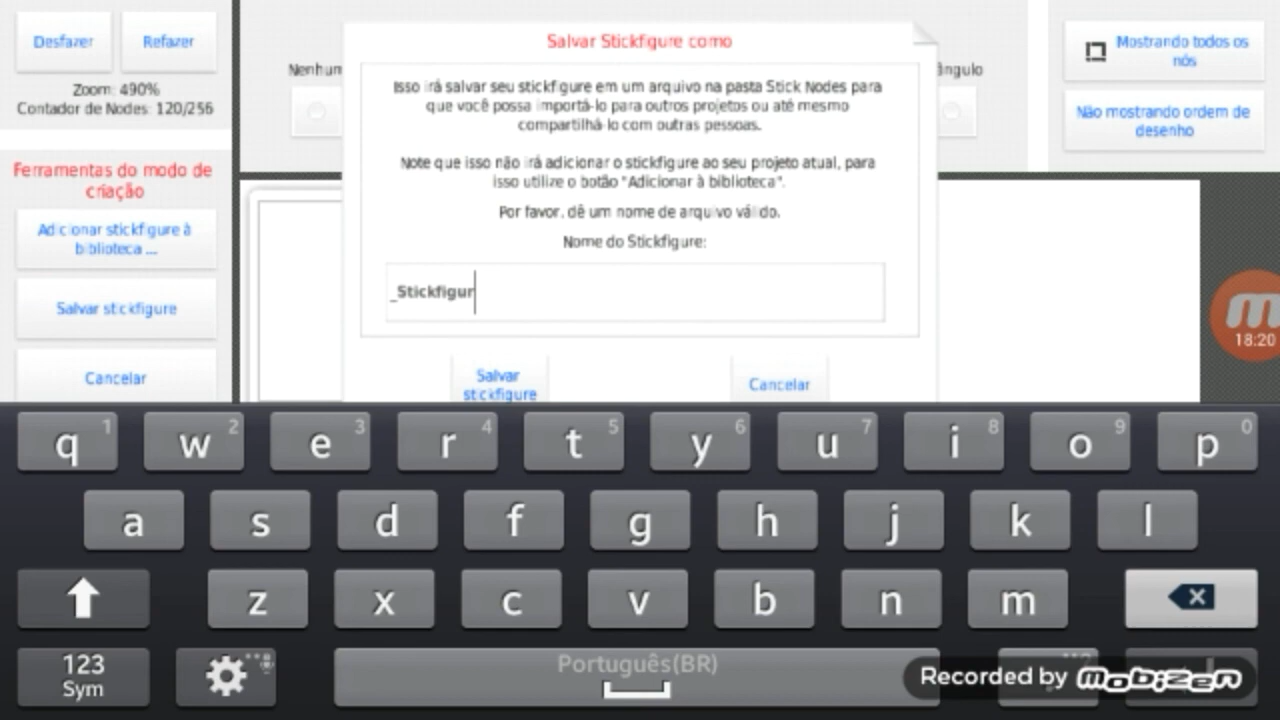 Desfazer
Refazer
Zoom: 490%
Contador de Nodes: 120/256
Ferramentas do modo de
criação
Adicionar stickfigure à
biblioteca ...
Salvar stickfigure
Cancelar
Nenhum
ângulo
Mostrando todos os
nós
Não mostrando ordem de
desenho
Salvar Stickfigure como
Isso irá salvar seu stickfigure em um arquivo na pasta Stick Nodes para
que você possa importá-lo para outros projetos ou até mesmo
compartilhá-lo com outras pessoas.
Note que isso não irá adicionar o stickfigure ao seu projeto atual, para
isso utilize o botão "Adicionar à biblioteca".
Por favor, dê um nome de arquivo válido.
Nome do Stickfigure:
_Stickfigur
Salvar
stickfigure
Cancelar
18:20
q 1 w 2 e 3 r 4 t 5 y 6 u 7 i 8 o 9 p 0
a s d f g h j k l
z x c v b n m
123
Sym
Português(BR)
Recorded by mobizen